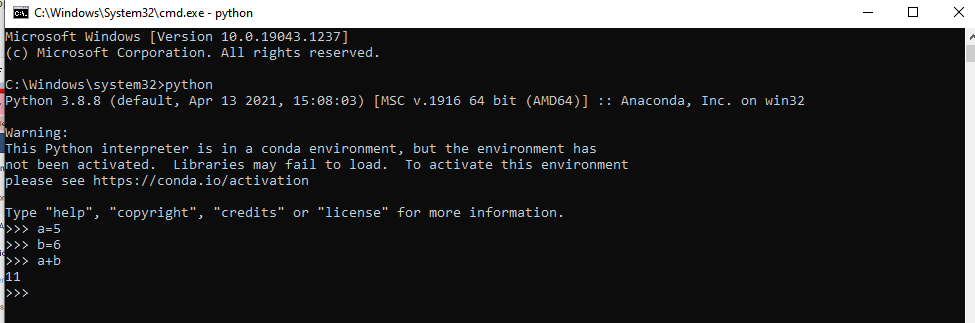 C:\Windows\System32\cmd.exe - python
Microsoft Windows [Version 10.0.19043.1237]
(c) Microsoft Corporation. All rights reserved.
C:\Windows\system32>python
Python 3.8.8 (default, Apr 13 2021, 15:08:03) [MSC v.1916 64 bit (AMD64)] :: Anaconda, Inc. on win32
Warning:
This Python interpreter is in a conda environment, but the environment has
not been activated.  Libraries may fail to load.  To activate this environment
please see https://conda.io/activation
Type "help", "copyright", "credits" or "license" for more information.
>>> a=5
>>> b=6
>>> a+b
11
>>>